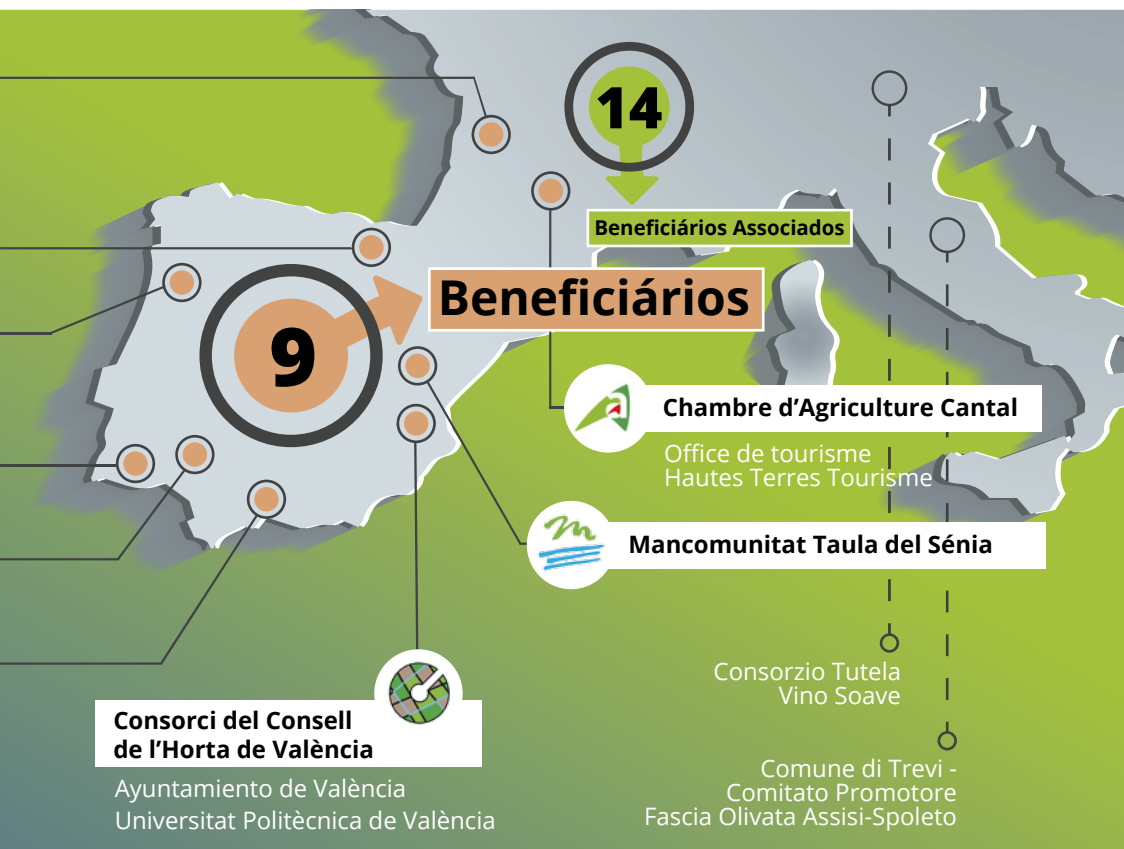 14
Beneficiários Associados
9
Beneficiários
Chambre d’Agriculture Cantal
Office de tourisme
Hautes Terres Tourisme
Mancomunitat Taula del Sénia
Consorci del Consell
de l’Horta de València
Ayuntamiento de València
Universitat Politècnica de València
Consorzio Tutela
Vino Soave
Comune di Trevi -
Comitato Promotore
Fascia Olivata Assisi-Spoleto